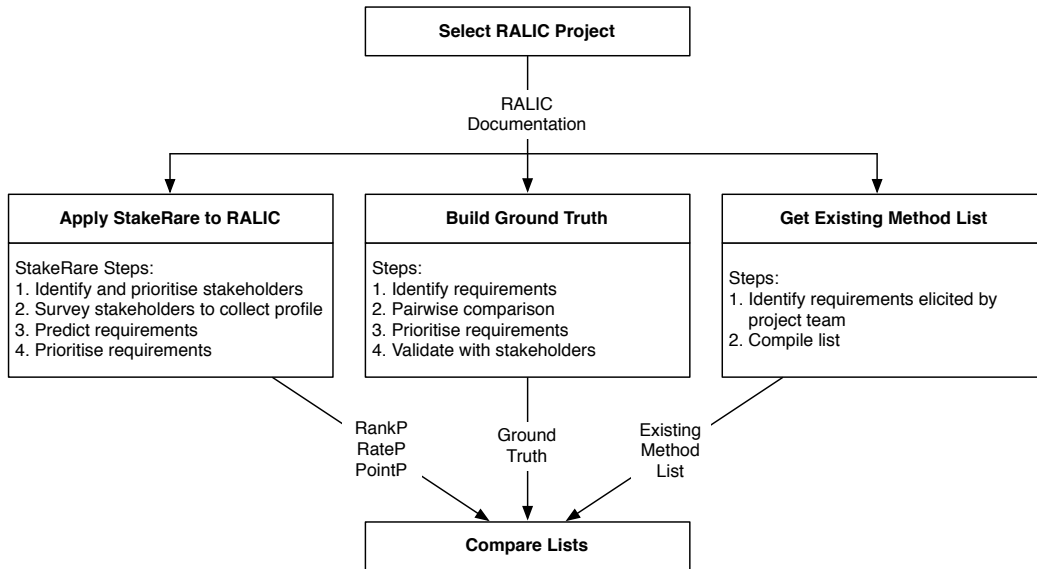 Select RALIC Project
RALIC
Documentation
Apply StakeRare to RALIC
StakeRare Steps:
1. Identify and prioritise stakeholders
2. Survey stakeholders to collect profile
3. Predict requirements
4. Prioritise requirements
Build Ground Truth
Steps:
1. Identify requirements
2. Pairwise comparison
3. Prioritise requirements
4. Validate with stakeholders
Get Existing Method List
Steps:
1. Identify requirements elicited by
project team
2. Compile list
RankP
RateP
PointP
Ground
Truth
Existing
Method
List
Compare Lists